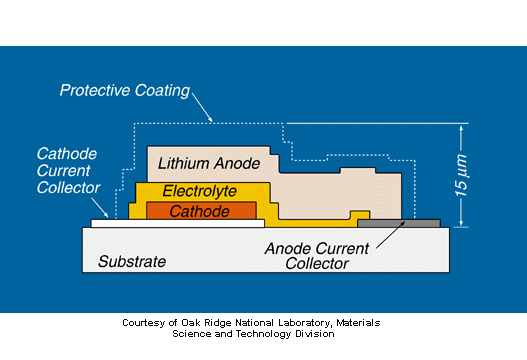 Protective Coating
Cathode
Current
Collector
Lithium Anode
Electrolyte
Cathode
15 μm
Anode Current
Collector
Substrate
Courtesy of Oak Ridge National Laboratory, Materials
Science and Technology Division